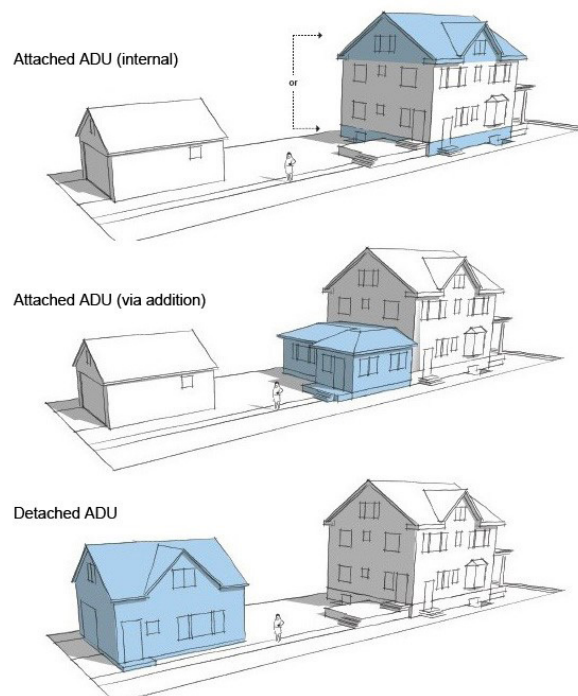 Attached ADU (internal)
or
Attached ADU (via addition)
Detached ADU